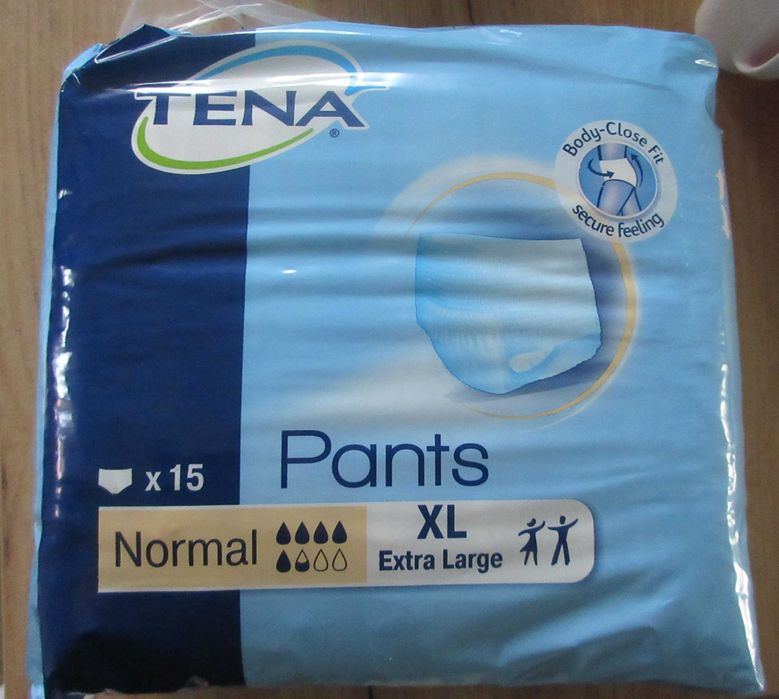 TENA®
Body-Close Fit
secure feeling
Pants
x 15
Normal
XL
Extra Large